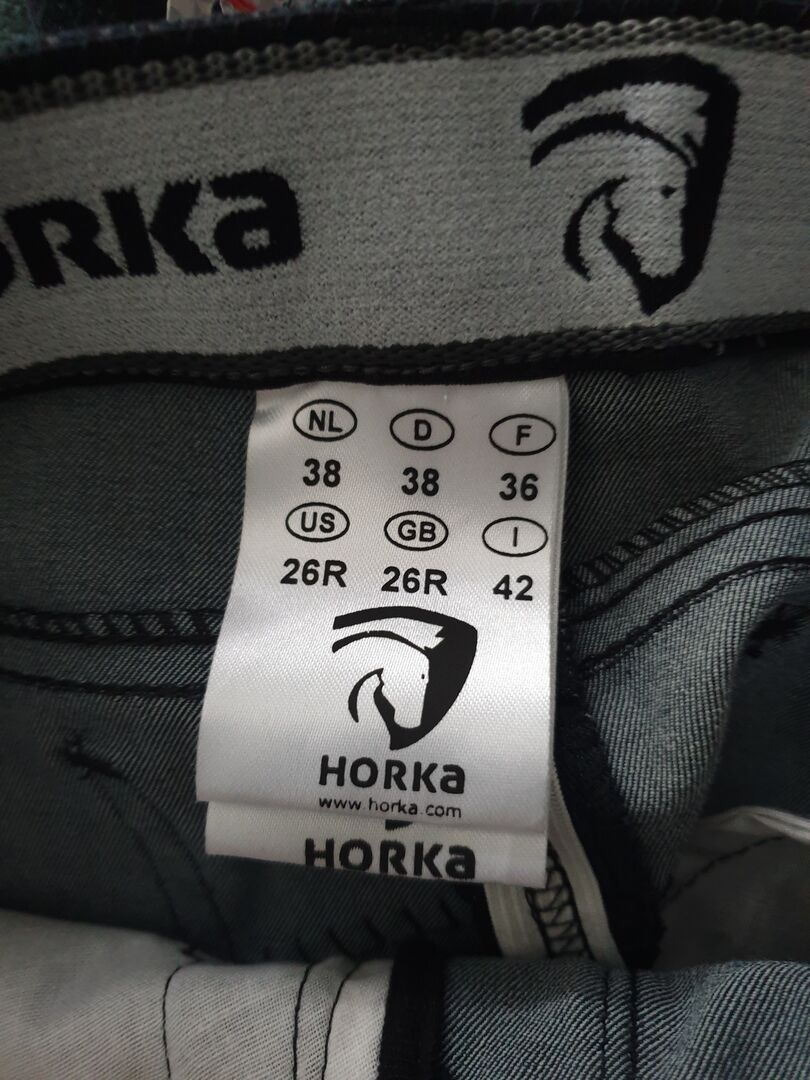 ORKa
NL D F
38 38 36
US GB I
26R 26R 42
HORKa
www.horka.com
HORKa